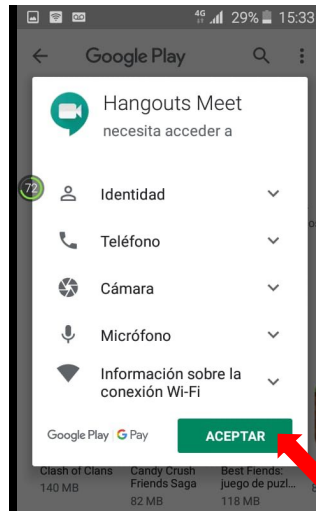 4G 29% 15:33
Google Play
Hangouts Meet
necesita acceder a
72
Identidad
Teléfono
Cámara
Micrófono
Información sobre la
conexión Wi-Fi
Google Play | G Pay
ACEPTAR
Clash of Clans Candy Crush Best Fiends:
140 MB Friends Saga juego de puzl...
82 MB 118 MB